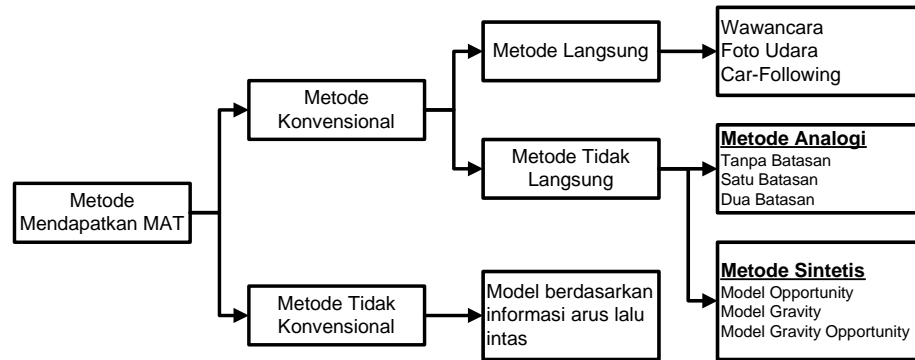 Metode
Mendapatkan MAT
Metode
Konvensional
Metode Tidak
Konvensional
Metode Langsung
Metode Tidak
Langsung
Model berdasarkan
informasi arus lalu
intas
Wawancara
Foto Udara
Car-Following
Metode Analogi
Tanpa Batasan
Satu Batasan
Dua Batasan
Metode Sintetis
Model Opportunity
Model Gravity
Model Gravity Opportunity